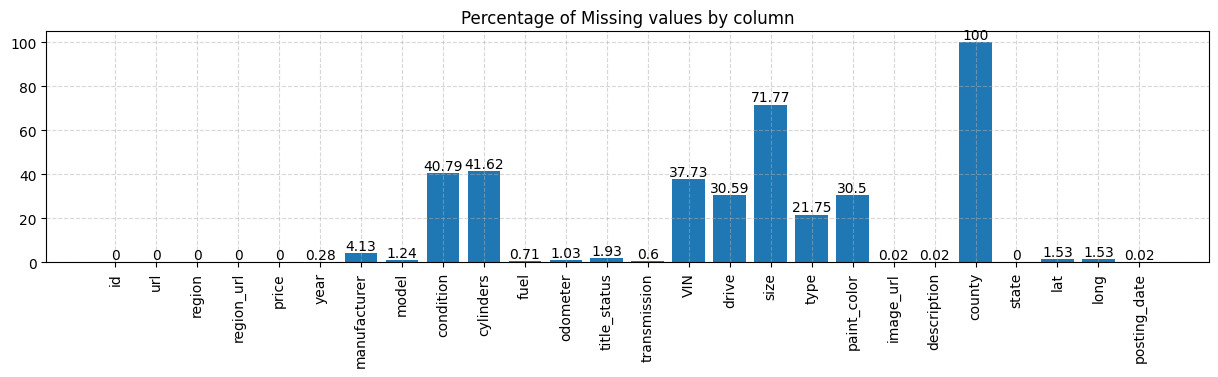 Percentage of Missing values by column
100
80
60
40
20
0
0
0
0
0
0
0.28
4.13
1.24
40.79
41.62
0.71
1.03
1.93
0.6
37.73
30.59
71.77
21.75
30.5
0.02
0.02
100
0
1.53
1.53
0.02
id
url
region
region_url
price
year
manufacturer
model
condition
cylinders
fuel
odometer
title_status
transmission
VIN
drive
size
type
paint_color
image_url
description
county
state
lat
long
posting_date